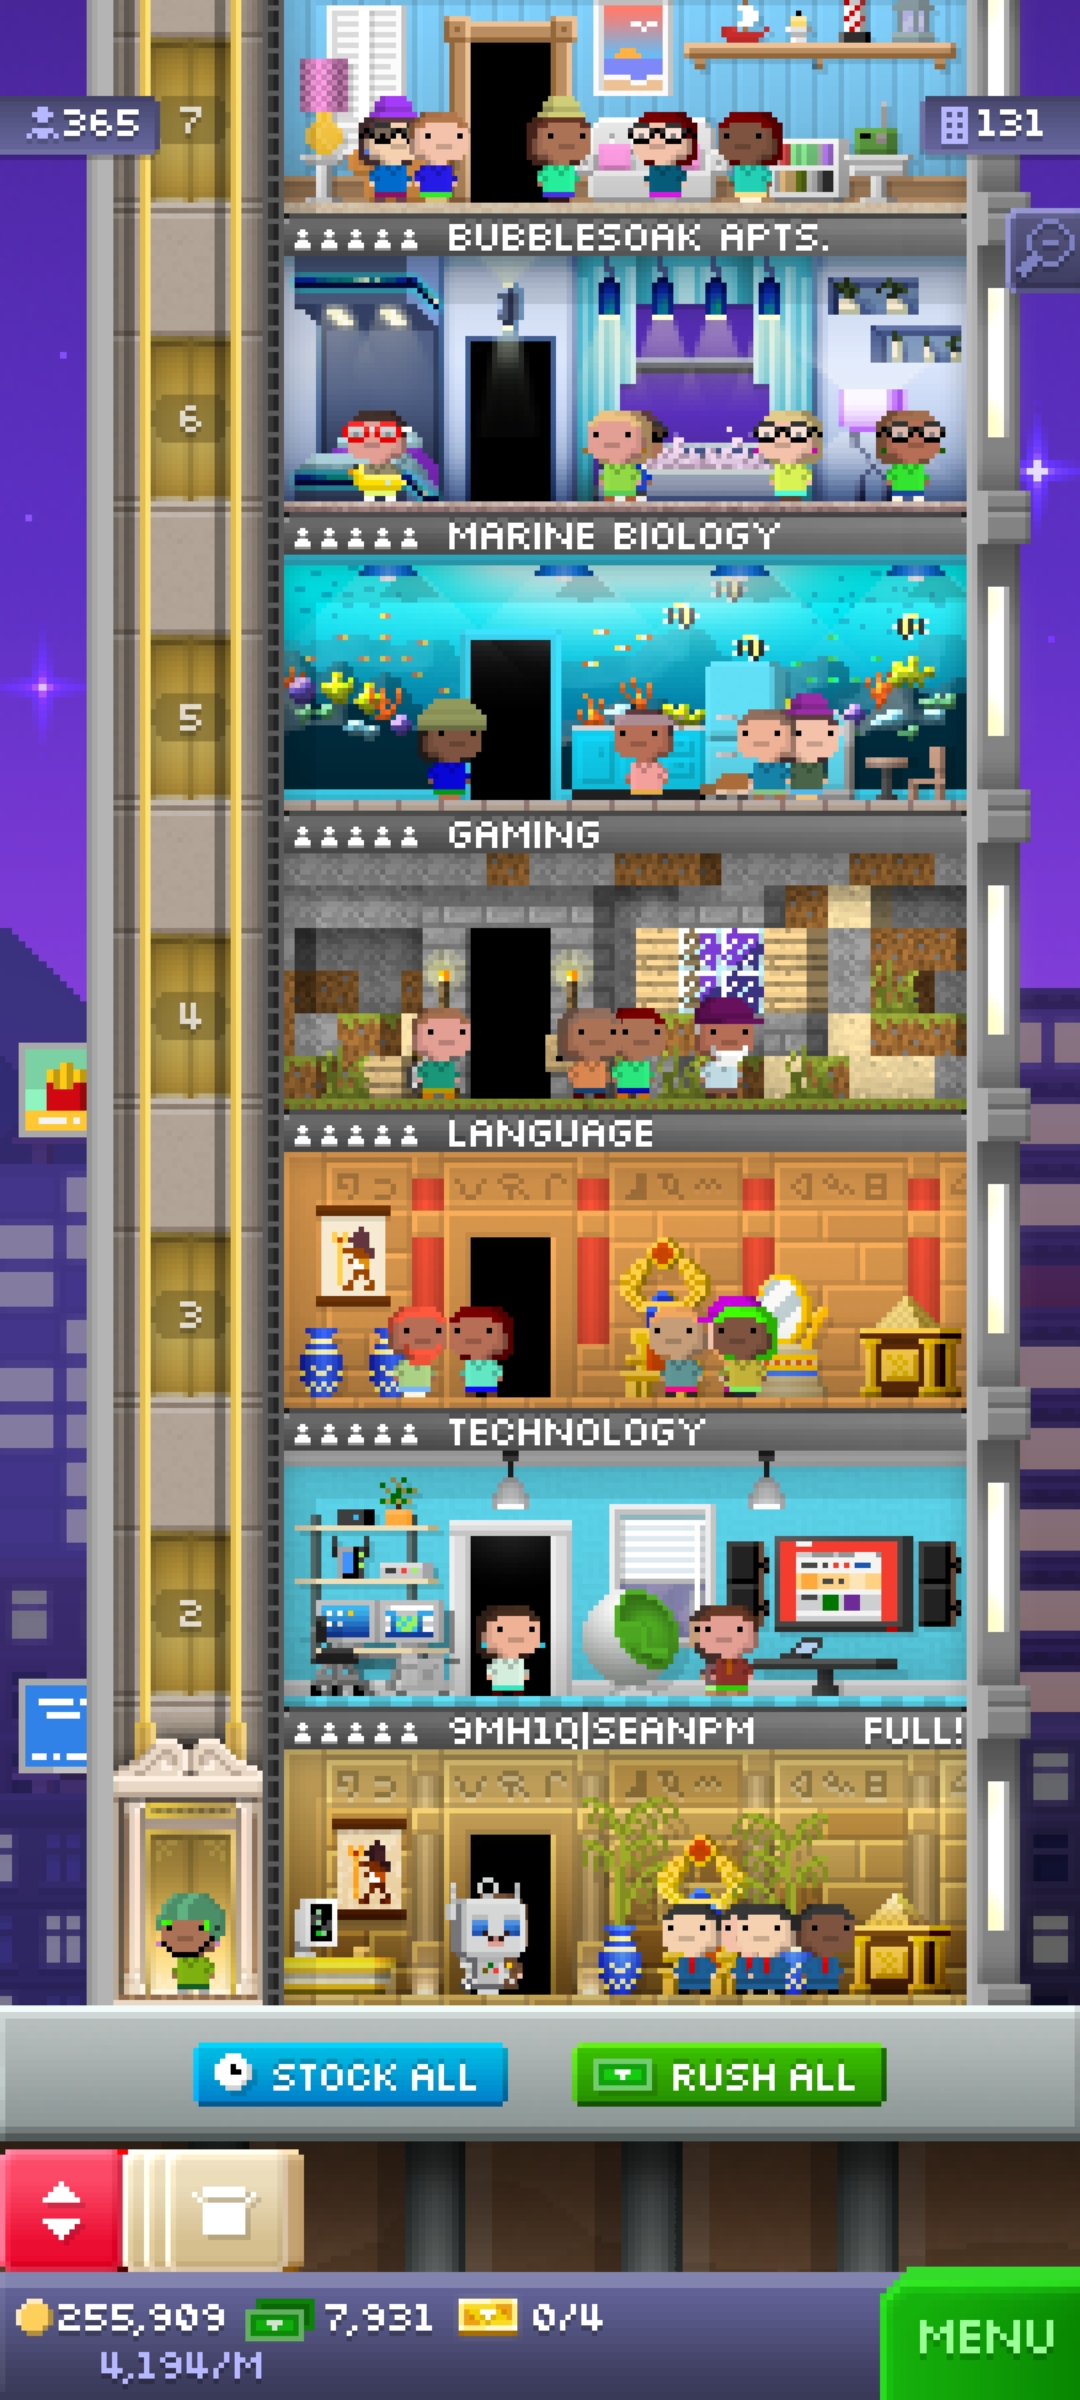 365
7
131
BUBBLESOAK APTS.
6
MARINE BIOLOGY
5
GAMING
4
LANGUAGE
3
TECHNOLOGY
2
9MH1Q|SEANPM FULL!
STOCK ALL
RUSH ALL
255,909 7,931 0/4
4,194/M
MENU